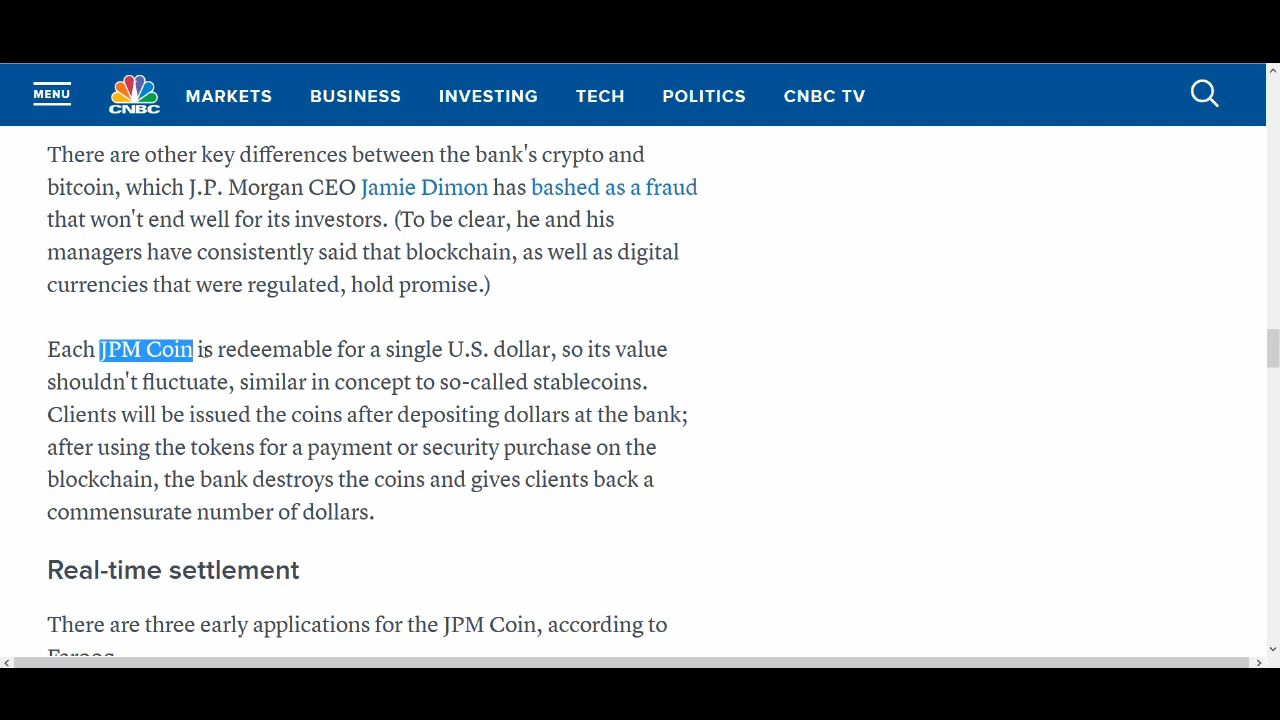 MENU
CNBC
MARKETS BUSINESS INVESTING TECH POLITICS CNBC TV
There are other key differences between the bank's crypto and
bitcoin, which J.P. Morgan CEO Jamie Dimon has bashed as a fraud
that won't end well for its investors. (To be clear, he and his
managers have consistently said that blockchain, as well as digital
currencies that were regulated, hold promise.)
Each JPM Coin is redeemable for a single U.S. dollar, so its value
shouldn't fluctuate, similar in concept to so-called stablecoins.
Clients will be issued the coins after depositing dollars at the bank;
after using the tokens for a payment or security purchase on the
blockchain, the bank destroys the coins and gives clients back a
commensurate number of dollars.
Real-time settlement
There are three early applications for the JPM Coin, according to